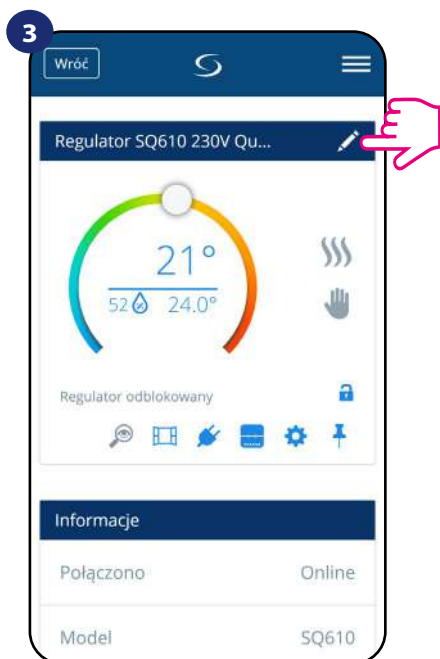 3
Wróć
Regulator SQ610 230V Qu...
21°
52 24.0°
Regulator odblokowany
Informacje
Połączono Online
Model SQ610